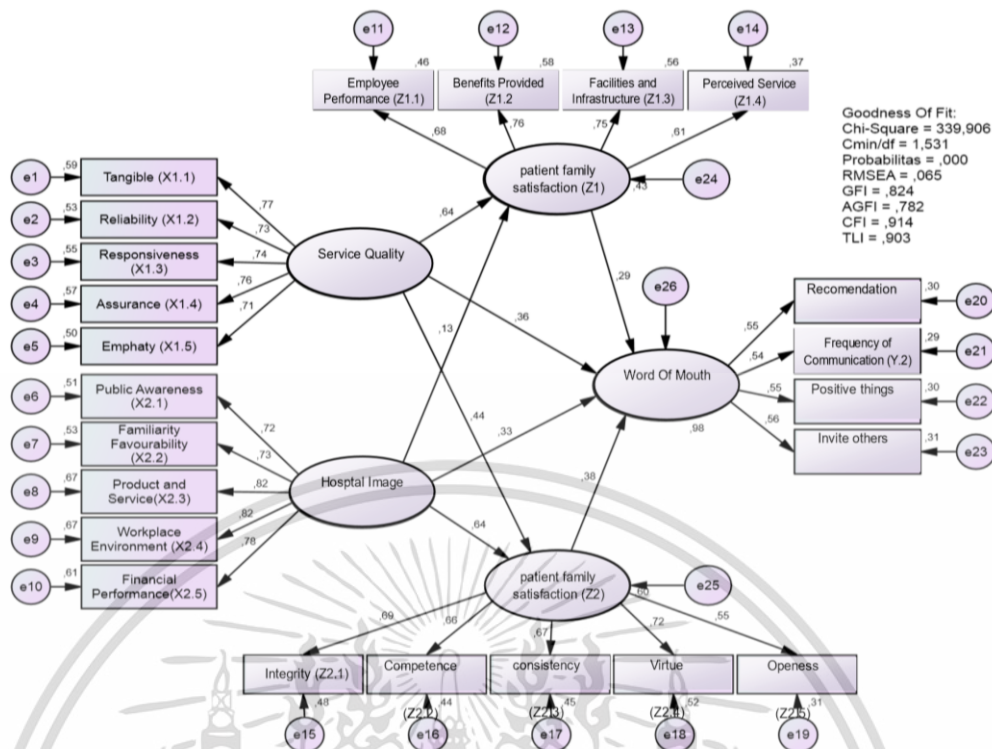 e11
e12
e13
e14
,46
,58
,56
,37
Employee
Performance (Z1.1)
Benefits Provided
(Z1.2
Facilities and
Infrastructure (Z1.3)
Perceived Service
(Z1.4)
,68
,76
,75
,61
Goodness Of Fit:
Chi-Square = 339,906
Cmin/df = 1,531
Probabilitas = ,000
RMSEA = ,065
GFI = ,824
AGFI = ,782
CFI = ,914
TLI = ,903
patient family
satisfaction (Z1)
,43
e24
e1
,59
Tangible (X1.1)
,77
e2
,53
Reliability (X1.2)
,73
e3
,55
Responsiveness
(X1.3)
,74
e4
,57
Assurance (X1.4)
,76
e5
,50
Emphaty (X1.5)
,71
Service Quality
,64
,13
,36
,44
,29
e26
Word Of Mouth
,98
Recomendation
,30
e20
,55
Frequency of
Communication (Y.2)
,29
e21
,54
Positive things
,30
e22
,55
Invite others
,31
e23
,56
e6
,51
Public Awareness
(X2.1)
,72
e7
,53
Familiarity
Favourability
(X2.2)
,73
e8
,67
Product and
Service(X2.3)
,82
e9
,67
Workplace
Environment (X2.4)
,82
e10
,61
Financial
Performance(X2.5)
,78
Hosptal Image
,33
,64
,38
patient family
satisfaction (Z2)
,60
e25
,69
,66
,67
,72
,55
Integrity (Z2.1)
Competence
consistency
Virtue
Openess
,48
(Z2.2)
,44
(Z2.3)
,45
(Z2.4)
,52
(Z2.5)
,31
e15
e16
e17
e18
e19